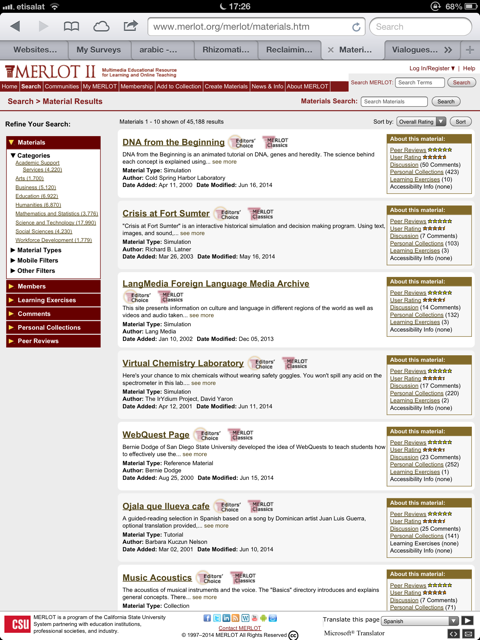 etisalat
17:26
68%
www.merlot.org/merlot/materials.htm
Search
Websites...
My Surveys
arabic -...
Rhizomati...
Reclaimin...
Materi...
Vialogues...
MERLOT II
Multimedia Educational Resource
for Learning and Online Teaching
Log In/Register | Help
Home Search Communities My MERLOT Membership Add to Collection Create Materials News & Info About MERLOT
Search MERLOT: Search Terms Search
Search > Material Results
Materials Search: Search Materials Search
Refine Your Search:
Materials 1 - 10 shown of 45,188 results
Sort by: Overall Rating Sort
Materials
Categories
Academic Support
Services (4,220)
Arts (1,700)
Business (5,120)
Education (6,922)
Humanities (6,870)
Mathematics and Statistics (3,776)
Science and Technology (17,990)
Social Sciences (4,230)
Workforce Development (1,779)
Material Types
Mobile Filters
Other Filters
Members
Learning Exercises
Comments
Personal Collections
Peer Reviews
DNA from the Beginning
Editors' Choice
MERLOT Classics
DNA from the Beginning is an animated tutorial on DNA, genes and heredity. The science behind
each concept is explained using... see more
Material Type: Simulation
Author: Cold Spring Harbor Laboratory
Date Added: Apr 11, 2000 Date Modified: Jun 16, 2014
About this material:
Peer Reviews
User Rating
Discussion (50 Comments)
Personal Collections (423)
Learning Exercises (10)
Accessibility Info (none)
Crisis at Fort Sumter
Editors' Choice
MERLOT Classics
"Crisis at Fort Sumter" is an interactive historical simulation and decision making program. Using text,
images, and sound,... see more
Material Type: Simulation
Author: Richard B. Latner
Date Added: Mar 26, 2003 Date Modified: May 16, 2014
About this material:
Peer Reviews
User Rating
Discussion (7 Comments)
Personal Collections (103)
Learning Exercises (3)
Accessibility Info (none)
LangMedia Foreign Language Media Archive
Editors' Choice
MERLOT Classics
This site presents information on culture and language in different regions of the world as well as
videos and audio taken... see more
Material Type: Simulation
Author: Lang Media
Date Added: Jan 10, 2002 Date Modified: Dec 05, 2013
About this material:
Peer Reviews
User Rating
Discussion (14 Comments)
Personal Collections (132)
Learning Exercises (3)
Accessibility Info (none)
Virtual Chemistry Laboratory
Editors' Choice
MERLOT Classics
Here's your chance to mix chemicals without wearing safety goggles. You won't spill any acid on the
spectrometer in this lab.... see more
Material Type: Simulation
Author: The IrYdium Project, David Yaron
Date Added: Apr 12, 2001 Date Modified: Jun 11, 2014
About this material:
Peer Reviews
User Rating
Discussion (17 Comments)
Personal Collections (220)
Learning Exercises (2)
Accessibility Info (none)
WebQuest Page
Editors' Choice
MERLOT Classics
Bernie Dodge of San Diego State University developed the idea of WebQuests to teach students how
to effectively use the... see more
Material Type: Reference Material
Author: Bernie Dodge
Date Added: Aug 25, 2000 Date Modified: Jun 15, 2014
About this material:
Peer Reviews
User Rating
Discussion (23 Comments)
Personal Collections (252)
Learning Exercises (1)
Accessibility Info (none)
Ojala que llueva cafe
Editors' Choice
MERLOT Classics
A guided-reading selection in Spanish based on a song by Dominican artist Juan Luis Guerra,
optional translation provided,... see more
Material Type: Tutorial
Author: Barbara Kuczun Nelson
Date Added: Mar 02, 2001 Date Modified: Jun 10, 2014
About this material:
Peer Reviews
User Rating
Discussion (25 Comments)
Personal Collections (141)
Learning Exercises (none)
Accessibility Info (none)
Music Acoustics
Editors' Choice
MERLOT Classics
The acoustics of musical instruments and the voice. The "Basics" directory introduces and explains
general concepts. There... see more
Material Type: Collection
About this material:
Peer Reviews
User Rating
Discussion (7 Comments)
Personal Collections (71)
CSU
MERLOT is a program of the California State University
System partnering with education institutions,
professional societies, and industry.
Contact MERLOT
© 1997–2014 MERLOT All Rights Reserved
Translate this page Spanish
Microsoft® Translator